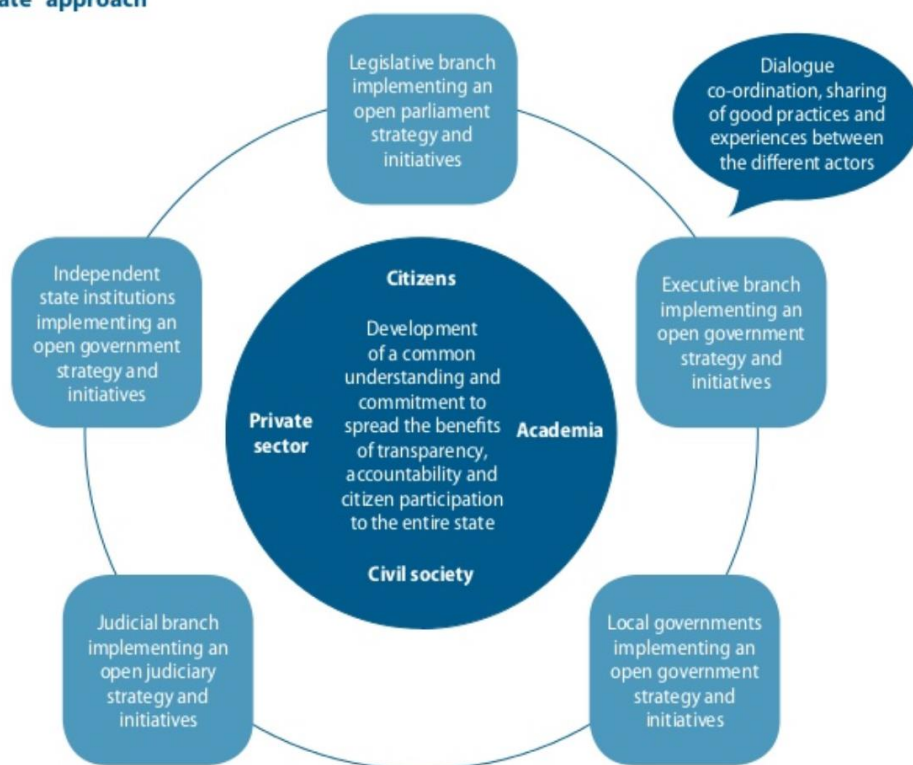 approach
Legislative branch
implementing an
open parliament
strategy and
initiatives
Dialogue
co-ordination, sharing
of good practices and
experiences between
the different actors
Independent
state institutions
implementing an
open government
strategy and
initiatives
Citizens
Development
of a common
understanding and
commitment to
spread the benefits
of transparency,
accountability and
citizen participation
to the entire state
Private
sector
Academia
Civil society
Executive branch
implementing an
open government
strategy and
initiatives
Judicial branch
implementing an
open judiciary
strategy and
initiatives
Local governments
implementing an
open government
strategy and
initiatives